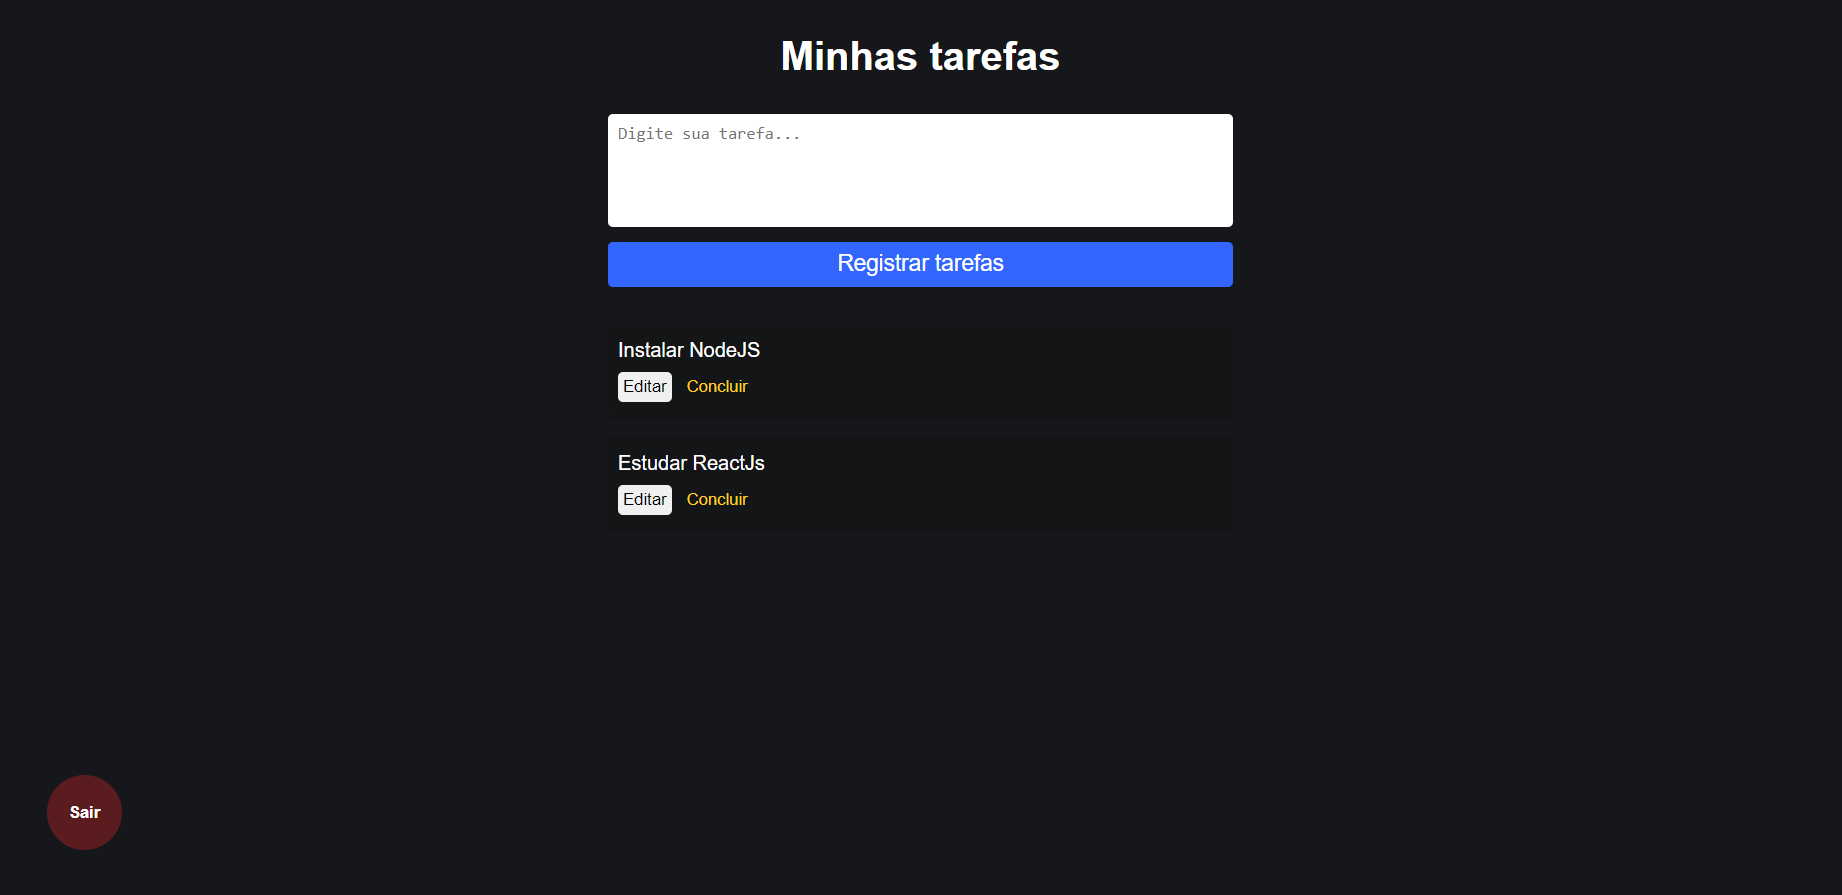 Minhas tarefas
Digite sua tarefa...
Registrar tarefas
Instalar NodeJS
Editar Concluir
Estudar ReactJs
Editar Concluir
Sair